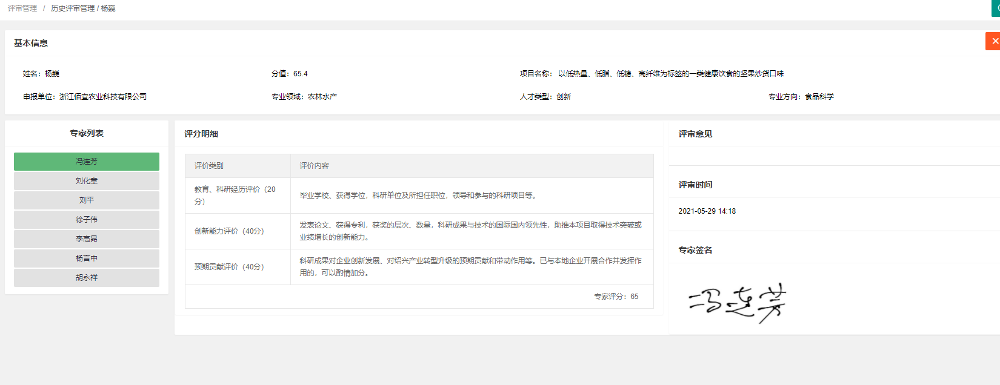 评审管理 / 历史评审管理 / 杨巍
基本信息
姓名：杨巍
分值：65.4
项目名称： 以低热量、低脂、低糖、高纤维为标签的一类健康饮食的坚果炒货口味
申报单位：浙江佰宜农业科技有限公司
专业领域：农林水产
人才类型：创新
专业方向：食品科学
专家列表
冯连芳
刘化章
刘平
徐子伟
李高昂
杨言中
胡永祥
评分明细
评价类别
评价内容
教育、科研经历评价（20
分）
毕业学校、获得学位，科研单位及所担任职位，领导和参与的科研项目等。
创新能力评价（40分）
发表论文、获得专利，获奖的层次、数量，科研成果与技术的国际国内领先性，助推本项目取得技术突破或
业绩增长的创新能力。
预期贡献评价（40分）
科研成果对企业创新发展、对绍兴产业转型升级的预期贡献和带动作用等。已与本地企业开展合作并发挥作
用的，可以酌情加分。
专家评分：65
评审意见
评审时间
2021-05-29 14:18
专家签名
冯连芳